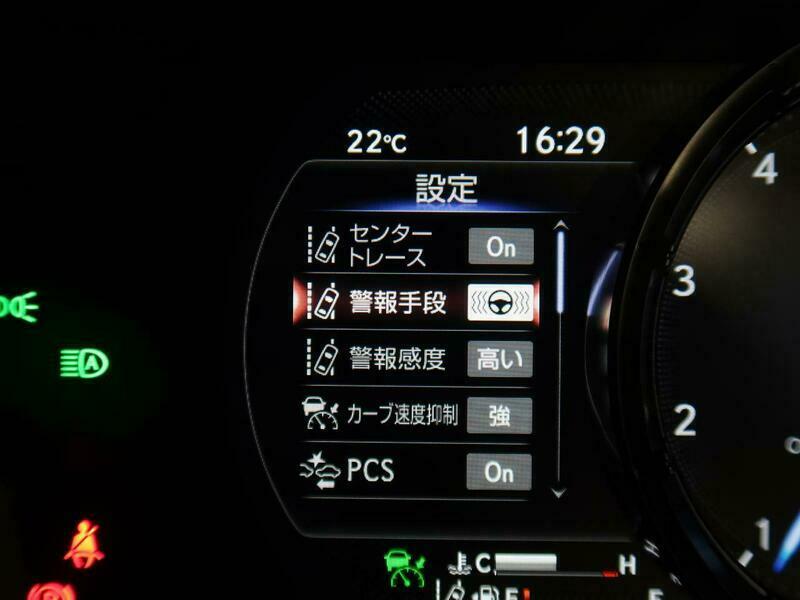 22℃
16:29
設定
センター
トレース
On
警報手段
警報感度
高い
カーブ速度抑制
強
PCS
On
A
C
H
4
3
2
1